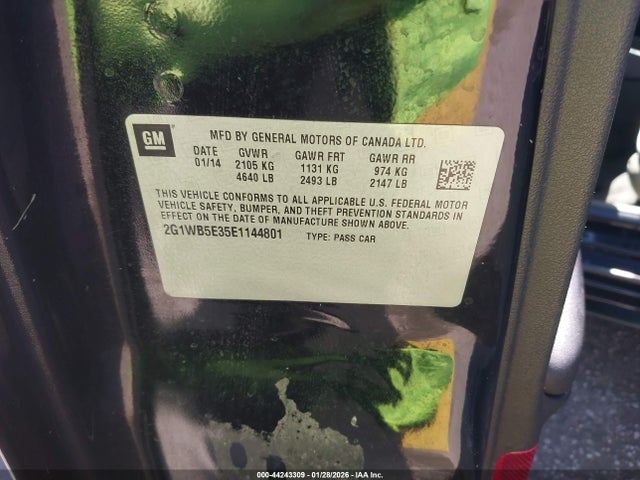 GM
MFD BY GENERAL MOTORS OF CANADA LTD.
DATE GVWR GAWR FRT GAWR RR
01/14 2105 KG 1131 KG 974 KG
4640 LB 2493 LB 2147 LB
THIS VEHICLE CONFORMS TO ALL APPLICABLE U.S. FEDERAL MOTOR
VEHICLE SAFETY, BUMPER, AND THEFT PREVENTION STANDARDS IN
EFFECT ON THE DATE OF MANUFACTURE SHOWN ABOVE.
2G1WB5E35E1144801 TYPE: PASS CAR
000-44243309 | 01/28/2026 - IAA Inc.